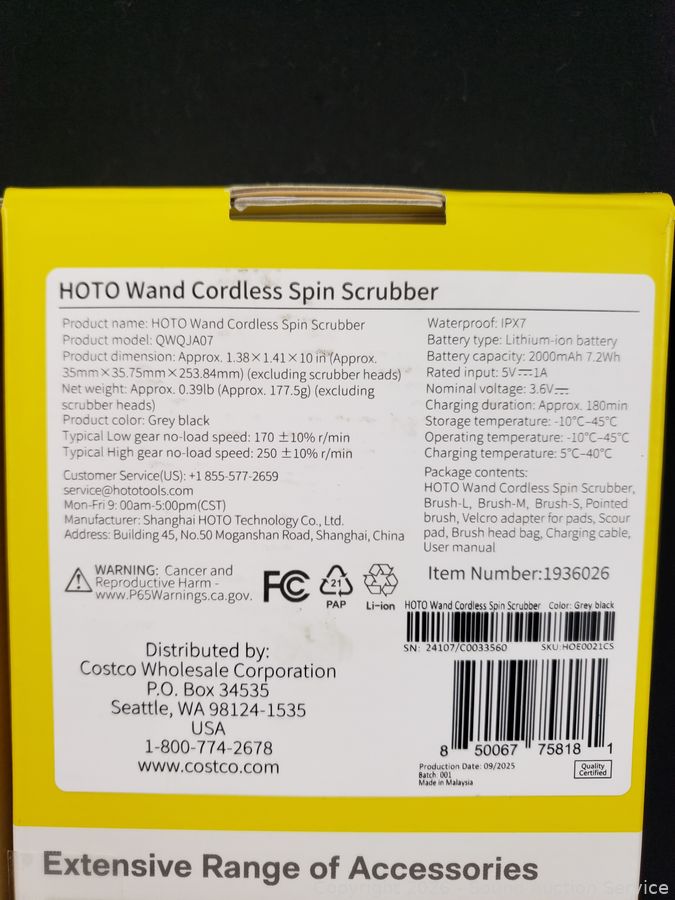 HOTO Wand Cordless Spin Scrubber
Product name: HOTO Wand Cordless Spin Scrubber
Product model: QWQJA07
Product dimension: Approx. 1.38×1.41×10 in (Approx.
35mm×35.75mm×253.84mm) (excluding scrubber heads)
Net weight: Approx. 0.39lb (Approx. 177.5g) (excluding
scrubber heads)
Product color: Grey black
Typical Low gear no-load speed: 170 ±10% r/min
Typical High gear no-load speed: 250 ±10% r/min
Customer Service(US): +1 855-577-2659
service@hototools.com
Mon-Fri 9:00am-5:00pm(CST)
Manufacturer: Shanghai HOTO Technology Co., Ltd.
Address: Building 45, No.50 Moganshan Road, Shanghai, China
Waterproof: IPX7
Battery type: Lithium-ion battery
Battery capacity: 2000mAh 7.2Wh
Rated input: 5V⎓1A
Nominal voltage: 3.6V⎓
Charging duration: Approx. 180min
Storage temperature: -10°C–45°C
Operating temperature: -10°C–45°C
Charging temperature: 5°C–40°C
Package contents:
HOTO Wand Cordless Spin Scrubber,
Brush-L, Brush-M, Brush-S, Pointed
brush, Velcro adapter for pads, Scour
pad, Brush head bag, Charging cable,
User manual
WARNING: Cancer and
Reproductive Harm -
www.P65Warnings.ca.gov.
FC
21
PAP
Li-ion
Item Number:1936026
HOTO Wand Cordless Spin Scrubber Color: Grey black
SN: 24107/C0033560 SKU:HOE0021CS
Distributed by:
Costco Wholesale Corporation
P.O. Box 34535
Seattle, WA 98124-1535
USA
1-800-774-2678
www.costco.com
8 50067 75818 1
Production Date: 09/2025
Batch: 001
Made in Malaysia
Quality
Certified
Extensive Range of Accessories
Copyright 2026 - Bound Auction Service